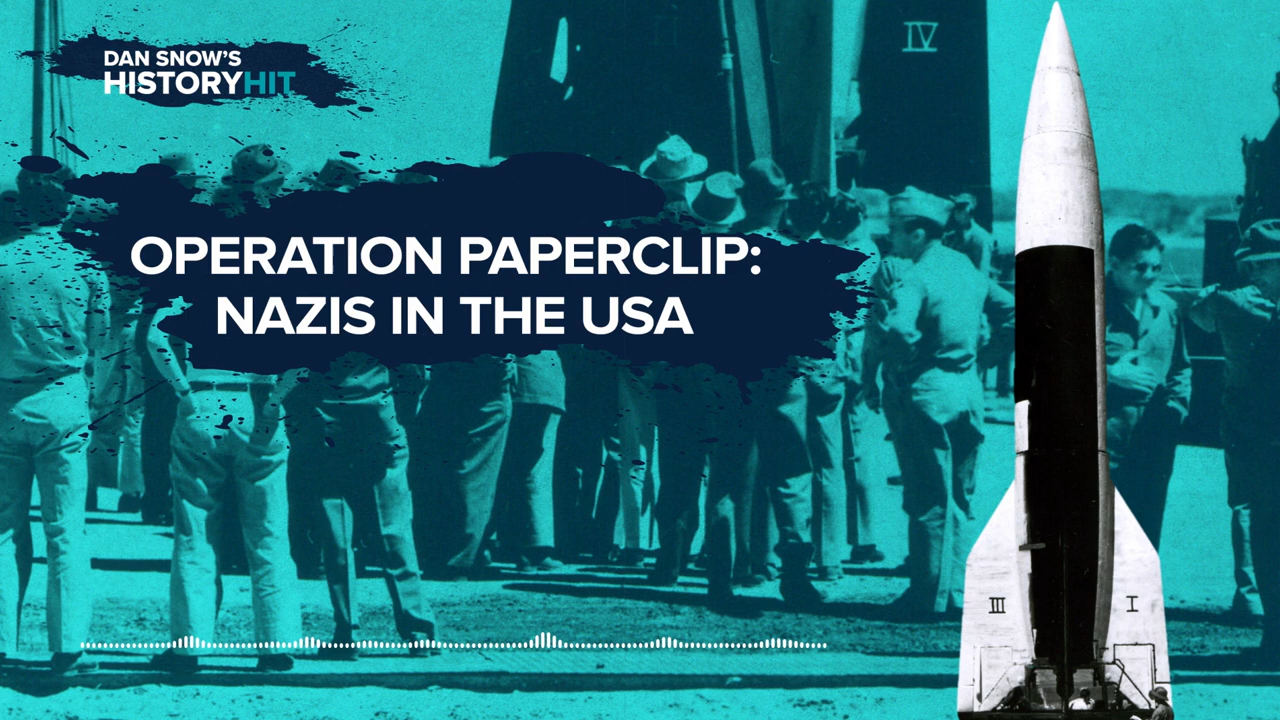 DAN SNOW'S
HISTORYHIT
IV
OPERATION PAPERCLIP:
NAZIS IN THE USA
III
I